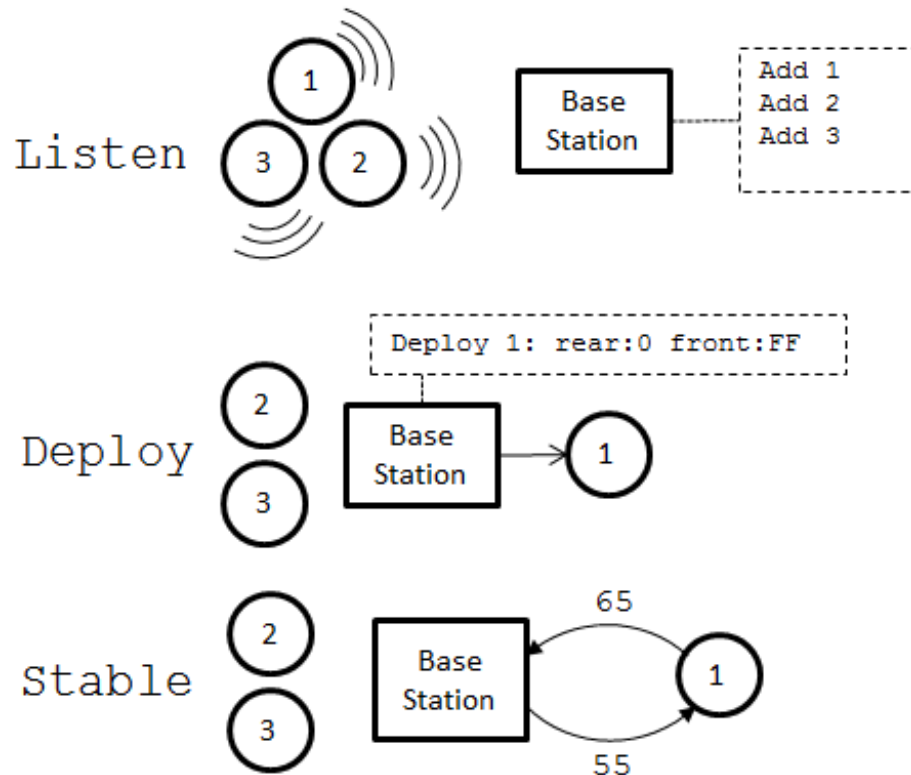 Listen
1
3
2
Base
Station
Add 1
Add 2
Add 3
Deploy
2
3
Deploy 1: rear:0 front:FF
Base
Station
1
Stable
2
3
Base
Station
65
1
55